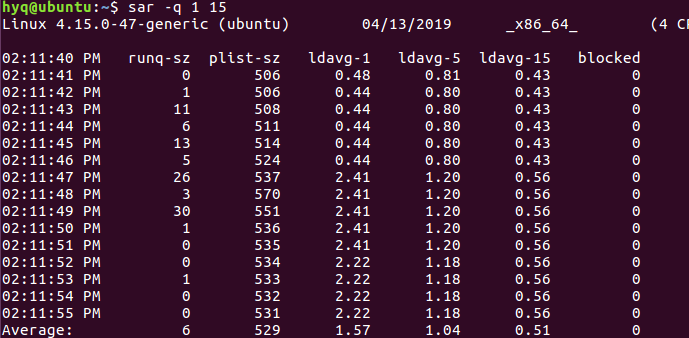 hyq@ubuntu:~$ sar -q 1 15
Linux 4.15.0-47-generic (ubuntu) 04/13/2019 _x86_64_ (4 CP
02:11:40 PM runq-sz plist-sz ldavg-1 ldavg-5 ldavg-15 blocked
02:11:41 PM 0 506 0.48 0.81 0.43 0
02:11:42 PM 1 506 0.44 0.80 0.43 0
02:11:43 PM 11 508 0.44 0.80 0.43 0
02:11:44 PM 6 511 0.44 0.80 0.43 0
02:11:45 PM 13 514 0.44 0.80 0.43 0
02:11:46 PM 5 524 0.44 0.80 0.43 0
02:11:47 PM 26 537 2.41 1.20 0.56 0
02:11:48 PM 3 570 2.41 1.20 0.56 0
02:11:49 PM 30 551 2.41 1.20 0.56 0
02:11:50 PM 1 536 2.41 1.20 0.56 0
02:11:51 PM 0 535 2.41 1.20 0.56 0
02:11:52 PM 0 534 2.22 1.18 0.56 0
02:11:53 PM 1 533 2.22 1.18 0.56 0
02:11:54 PM 0 532 2.22 1.18 0.56 0
02:11:55 PM 0 531 2.22 1.18 0.56 0
Average: 6 529 1.57 1.04 0.51 0